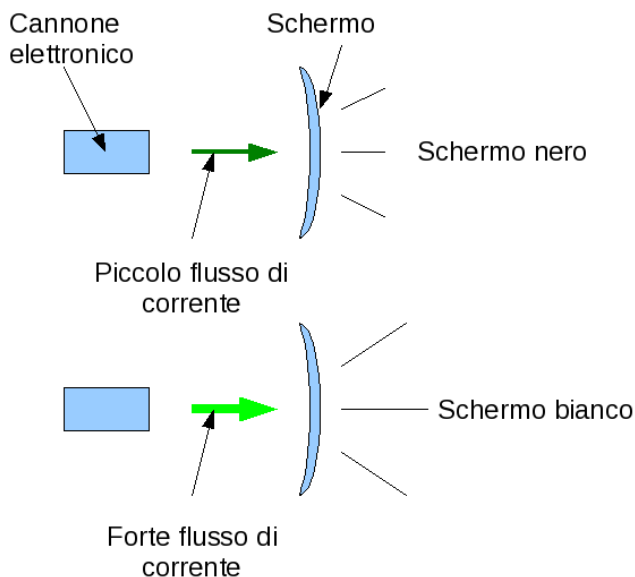 Cannone
elettronico
Schermo
Schermo nero
Piccolo flusso di
corrente
Schermo bianco
Forte flusso di
corrente